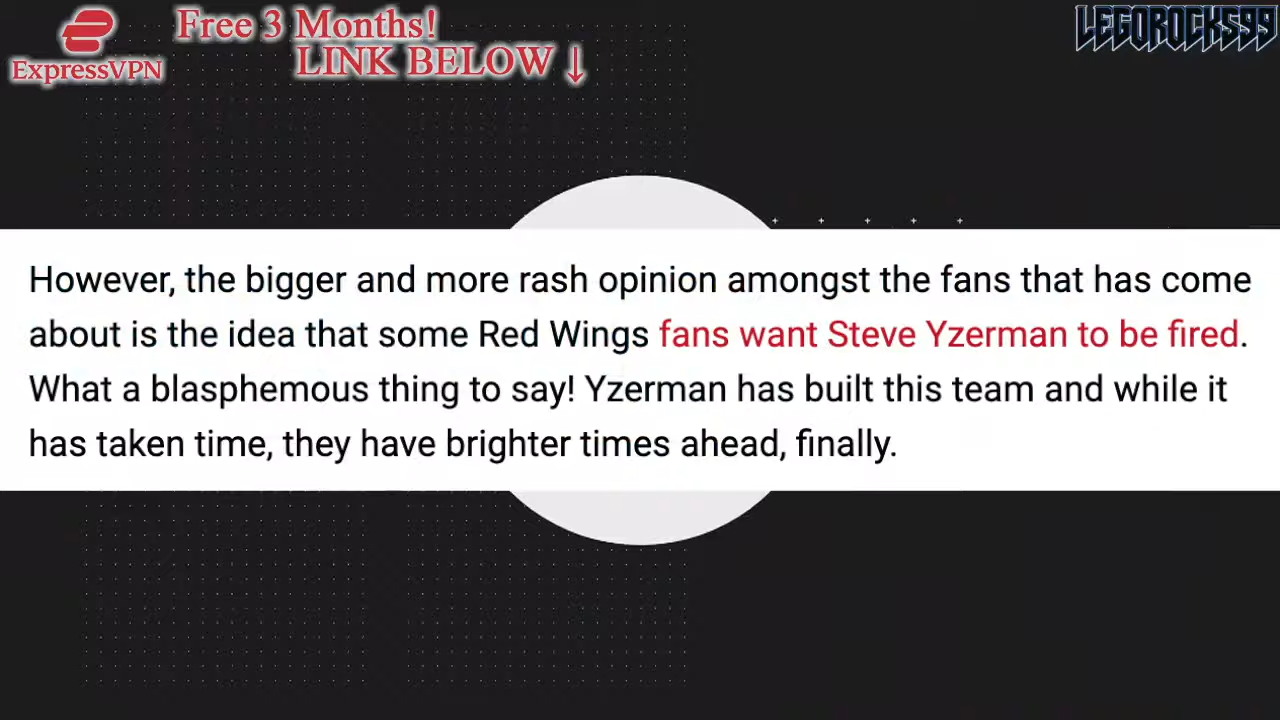 Free 3 Months!
LINK BELOW ↓
ExpressVPN
LEGOROCKS99
However, the bigger and more rash opinion amongst the fans that has come
about is the idea that some Red Wings fans want Steve Yzerman to be fired.
What a blasphemous thing to say! Yzerman has built this team and while it
has taken time, they have brighter times ahead, finally.